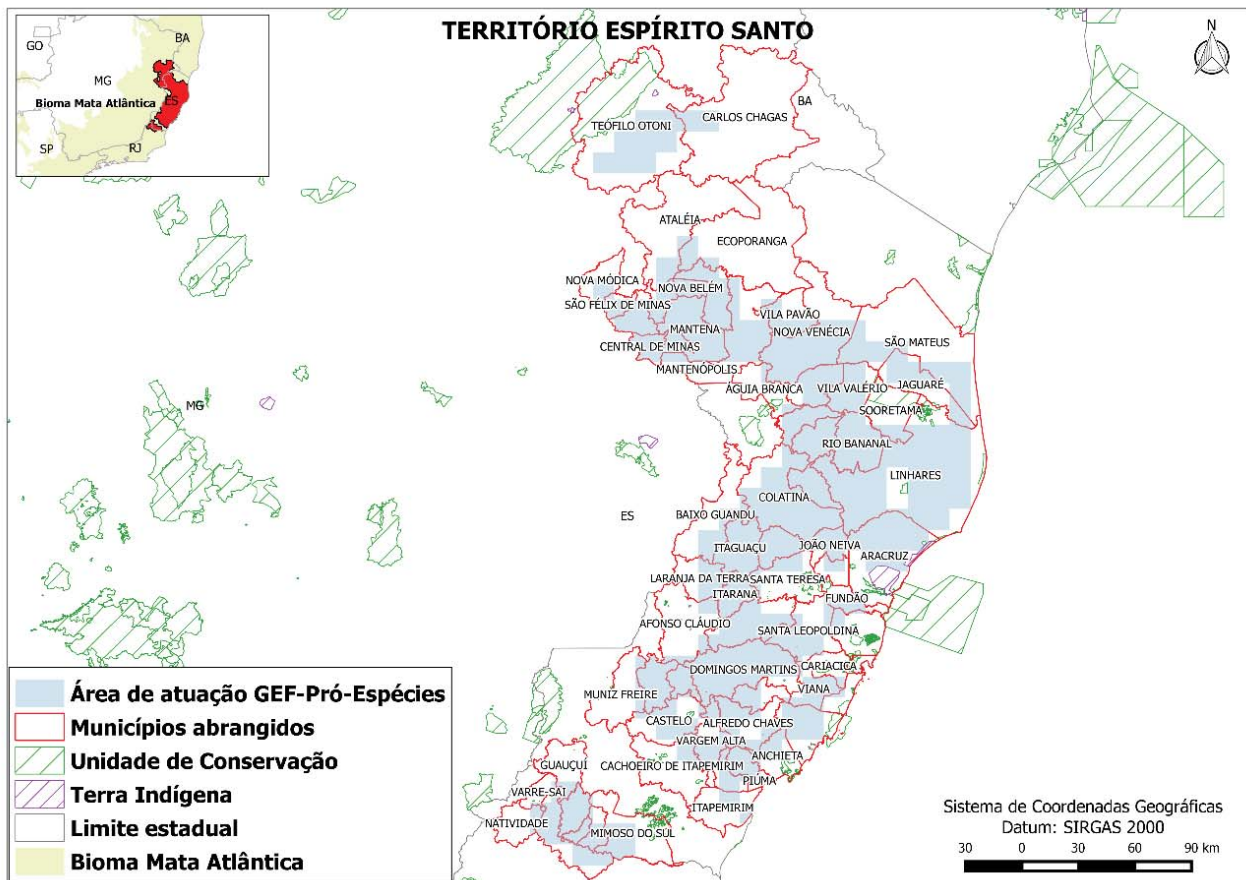 TERRITÓRIO ESPÍRITO SANTO
N
GO
BA
MG
Bioma Mata Atlântica
ES
SP
RJ
BA
CARLOS CHAGAS
TEÓFILO OTONI
ATALÉIA
ECOPORANGA
NOVA MÓDICA
NOVA BELÉM
SÃO FÉLIX DE MINAS
VILA PAVÃO
MANTENA
NOVA VENÉCIA
CENTRAL DE MINAS
SÃO MATEUS
MANTENÓPOLIS
ÁGUIA BRANCA
VILA VALÉRIO
JAGUARÉ
MG
SOORETAMA
RIO BANANAL
LINHARES
COLATINA
ES
BAIXO GUANDU
ITAGUAÇU
JOÃO NEIVA
ARACRUZ
LARANJA DA TERRA
SANTA TERESA
ITARANA
FUNDÃO
AFONSO CLÁUDIO
SANTA LEOPOLDINA
DOMINGOS MARTINS
CARIACICA
MUNIZ FREIRE
VIANA
CASTELO
ALFREDO CHAVES
VARGEM ALTA
ANCHIETA
GUAÇUÍ
CACHOEIRO DE ITAPEMIRIM
PIÚMA
VARRE-SAI
ITAPEMIRIM
NATIVIDADE
MIMOSO DO SUL
Área de atuação GEF-Pró-Espécies
Municípios abrangidos
Unidade de Conservação
Terra Indígena
Limite estadual
Bioma Mata Atlântica
Sistema de Coordenadas Geográficas
Datum: SIRGAS 2000
30 0 30 60 90 km